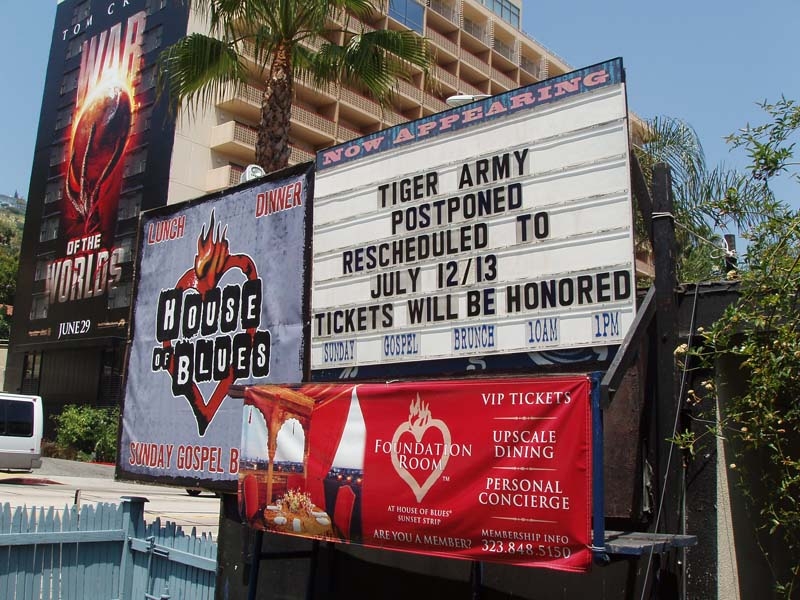 TOM CR
WAR
OF THE
WORLDS
JUNE 29
LUNCH
DINNER
HOUSE
OF BLUES
SUNDAY GOSPEL B
NOW APPEARING
TIGER ARMY
POSTPONED
RESCHEDULED TO
JULY 12/13
TICKETS WILL BE HONORED
SUNDAY GOSPEL BRUNCH 10AM 1PM
FOUNDATION
ROOM™
AT HOUSE OF BLUES®
SUNSET STRIP
ARE YOU A MEMBER?
VIP TICKETS
UPSCALE
DINING
PERSONAL
CONCIERGE
MEMBERSHIP INFO
323.848.5150